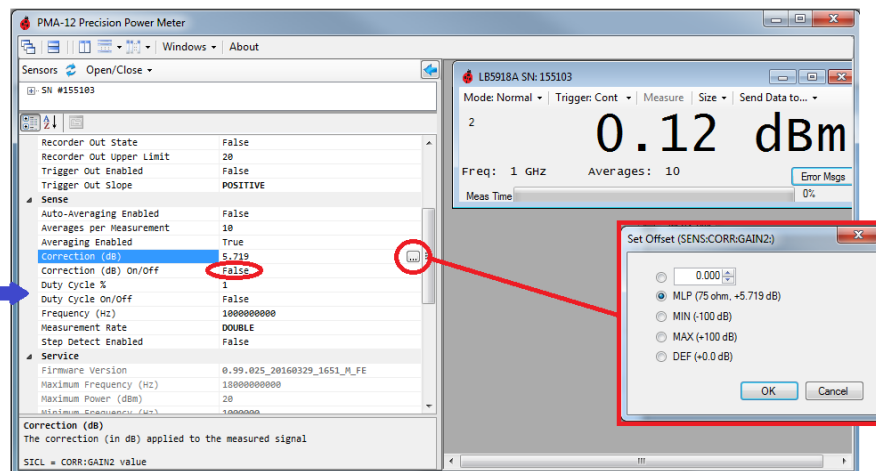 PMA-12 Precision Power Meter
Windows About
Sensors Open/Close
SN #155103
Recorder Out State False
Recorder Out Upper Limit 20
Trigger Out Enabled False
Trigger Out Slope POSITIVE
Sense
Auto-Averaging Enabled False
Averages per Measurement 10
Averaging Enabled True
Correction (dB) 5.719 ...
Correction (dB) On/Off False
Duty Cycle % 1
Duty Cycle On/Off False
Frequency (Hz) 1000000000
Measurement Rate DOUBLE
Step Detect Enabled False
Service
Firmware Version 0.99.025_20160329_1651_M_FE
Maximum Frequency (Hz) 18000000000
Maximum Power (dBm) 20
Minimum Frequency (Hz) 1000000
Correction (dB)
The correction (in dB) applied to the measured signal
SICL = CORR:GAIN2 value
LB5918A SN: 155103
Mode: Normal Trigger: Cont Measure Size Send Data to...
2
0.12 dBm
Freq: 1 GHz Averages: 10
Error Msgs
Meas Time 0%
Set Offset (SENS:CORR:GAIN2:)
0.000
MLP (75 ohm, +5.719 dB)
MIN (-100 dB)
MAX (+100 dB)
DEF (+0.0 dB)
OK Cancel